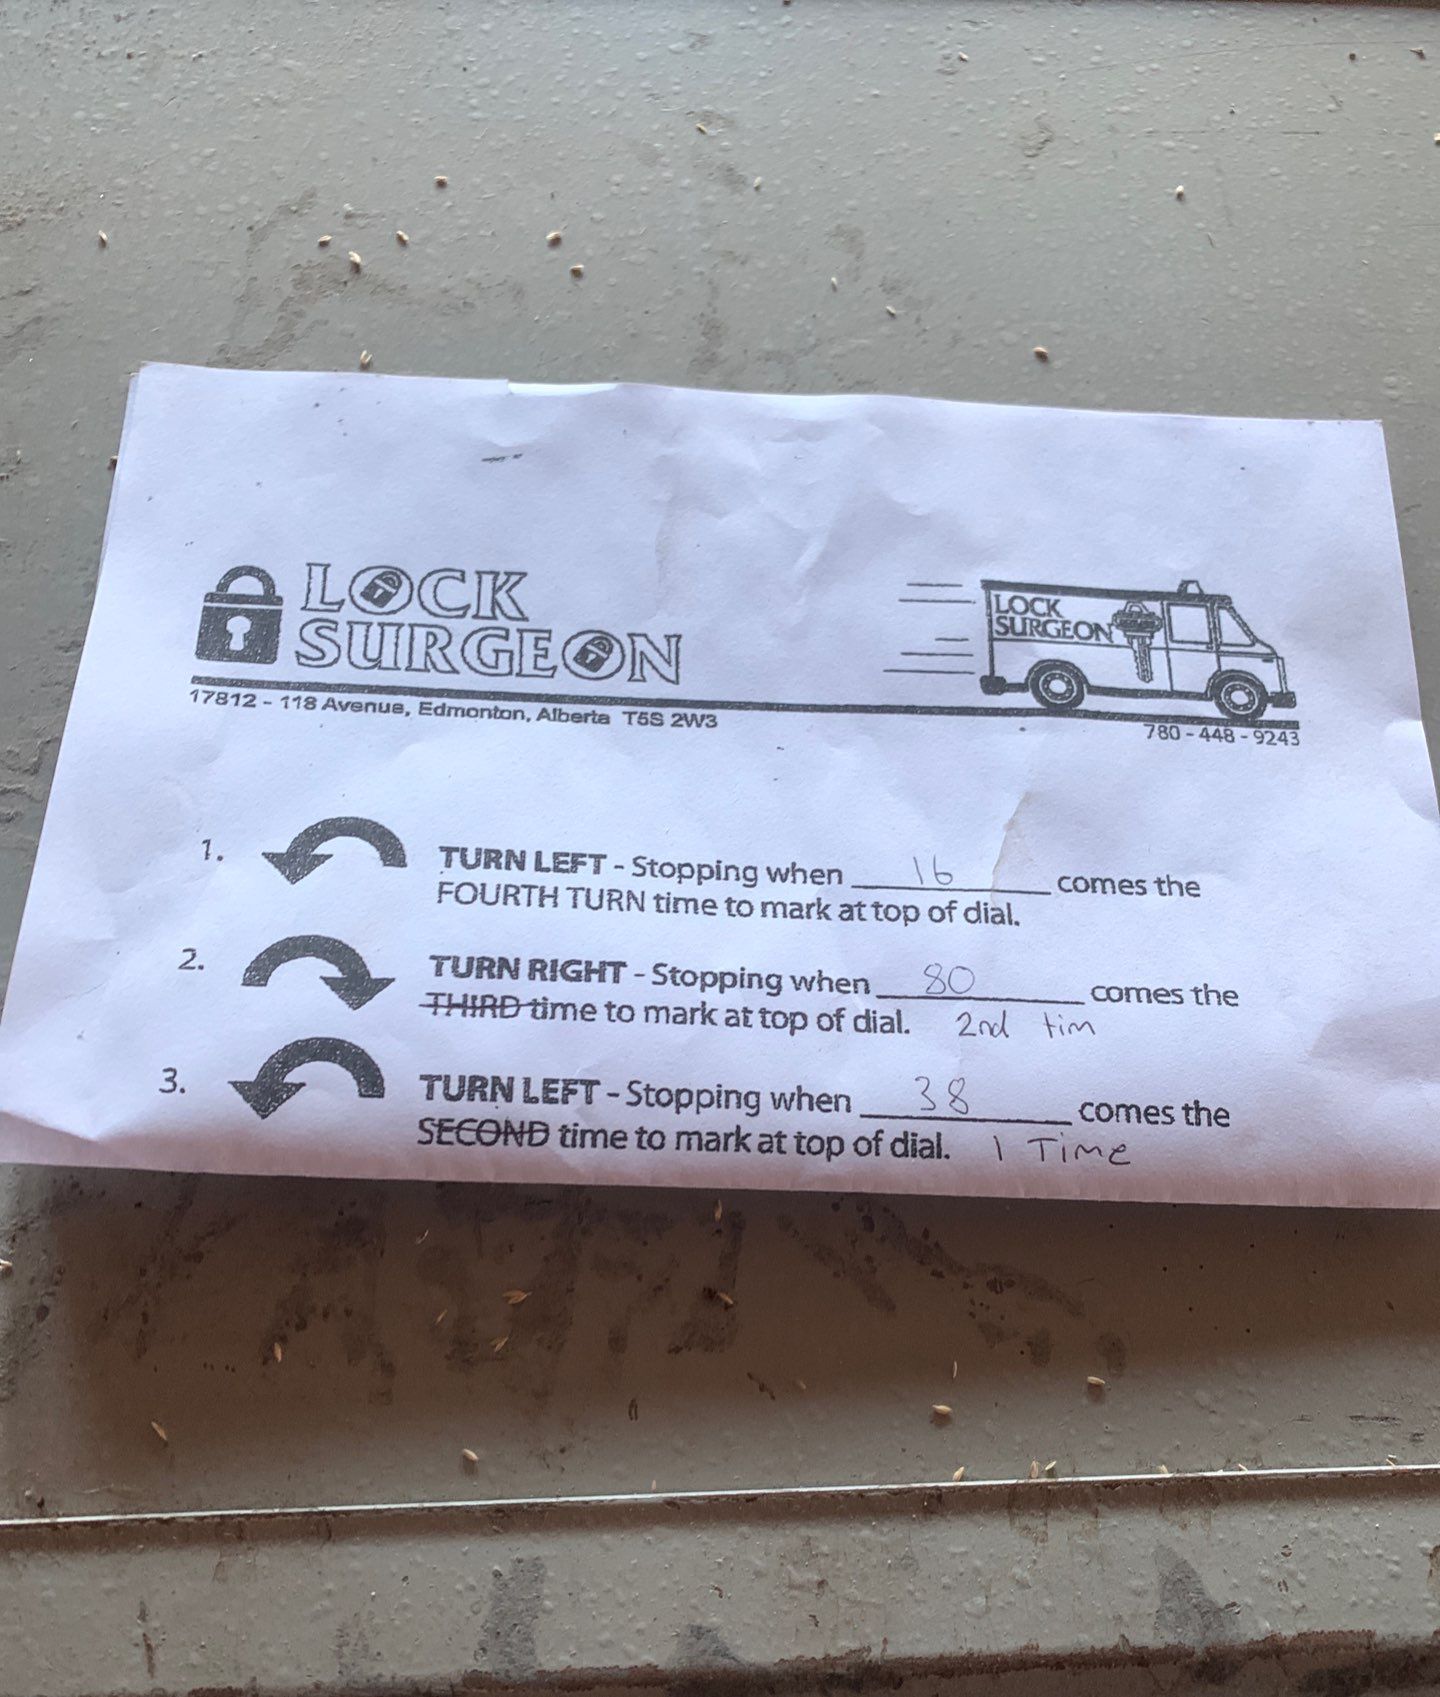 LOCK
SURGEON
LOCK
SURGEON
17812 - 118 Avenue, Edmonton, Alberta T5S 2W3
780 - 448 - 9243
1. TURN LEFT - Stopping when 16 comes the
FOURTH TURN time to mark at top of dial.
2. TURN RIGHT - Stopping when 80 comes the
THIRD time to mark at top of dial. 2nd tim
3. TURN LEFT - Stopping when 38 comes the
SECOND time to mark at top of dial. 1 Time